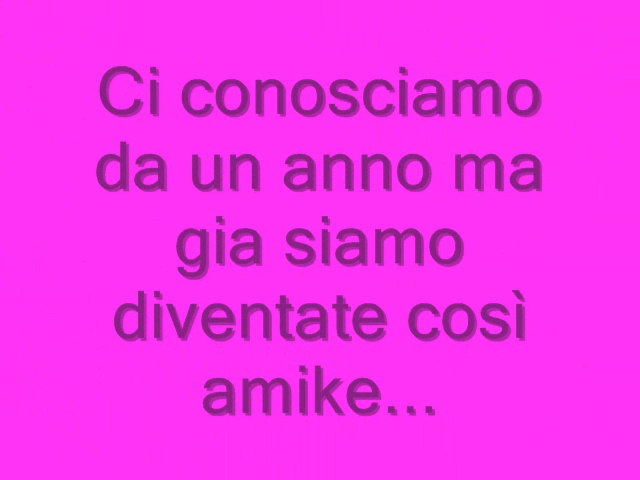 Ci conosciamo
da un anno ma
gia siamo
diventate così
amike...